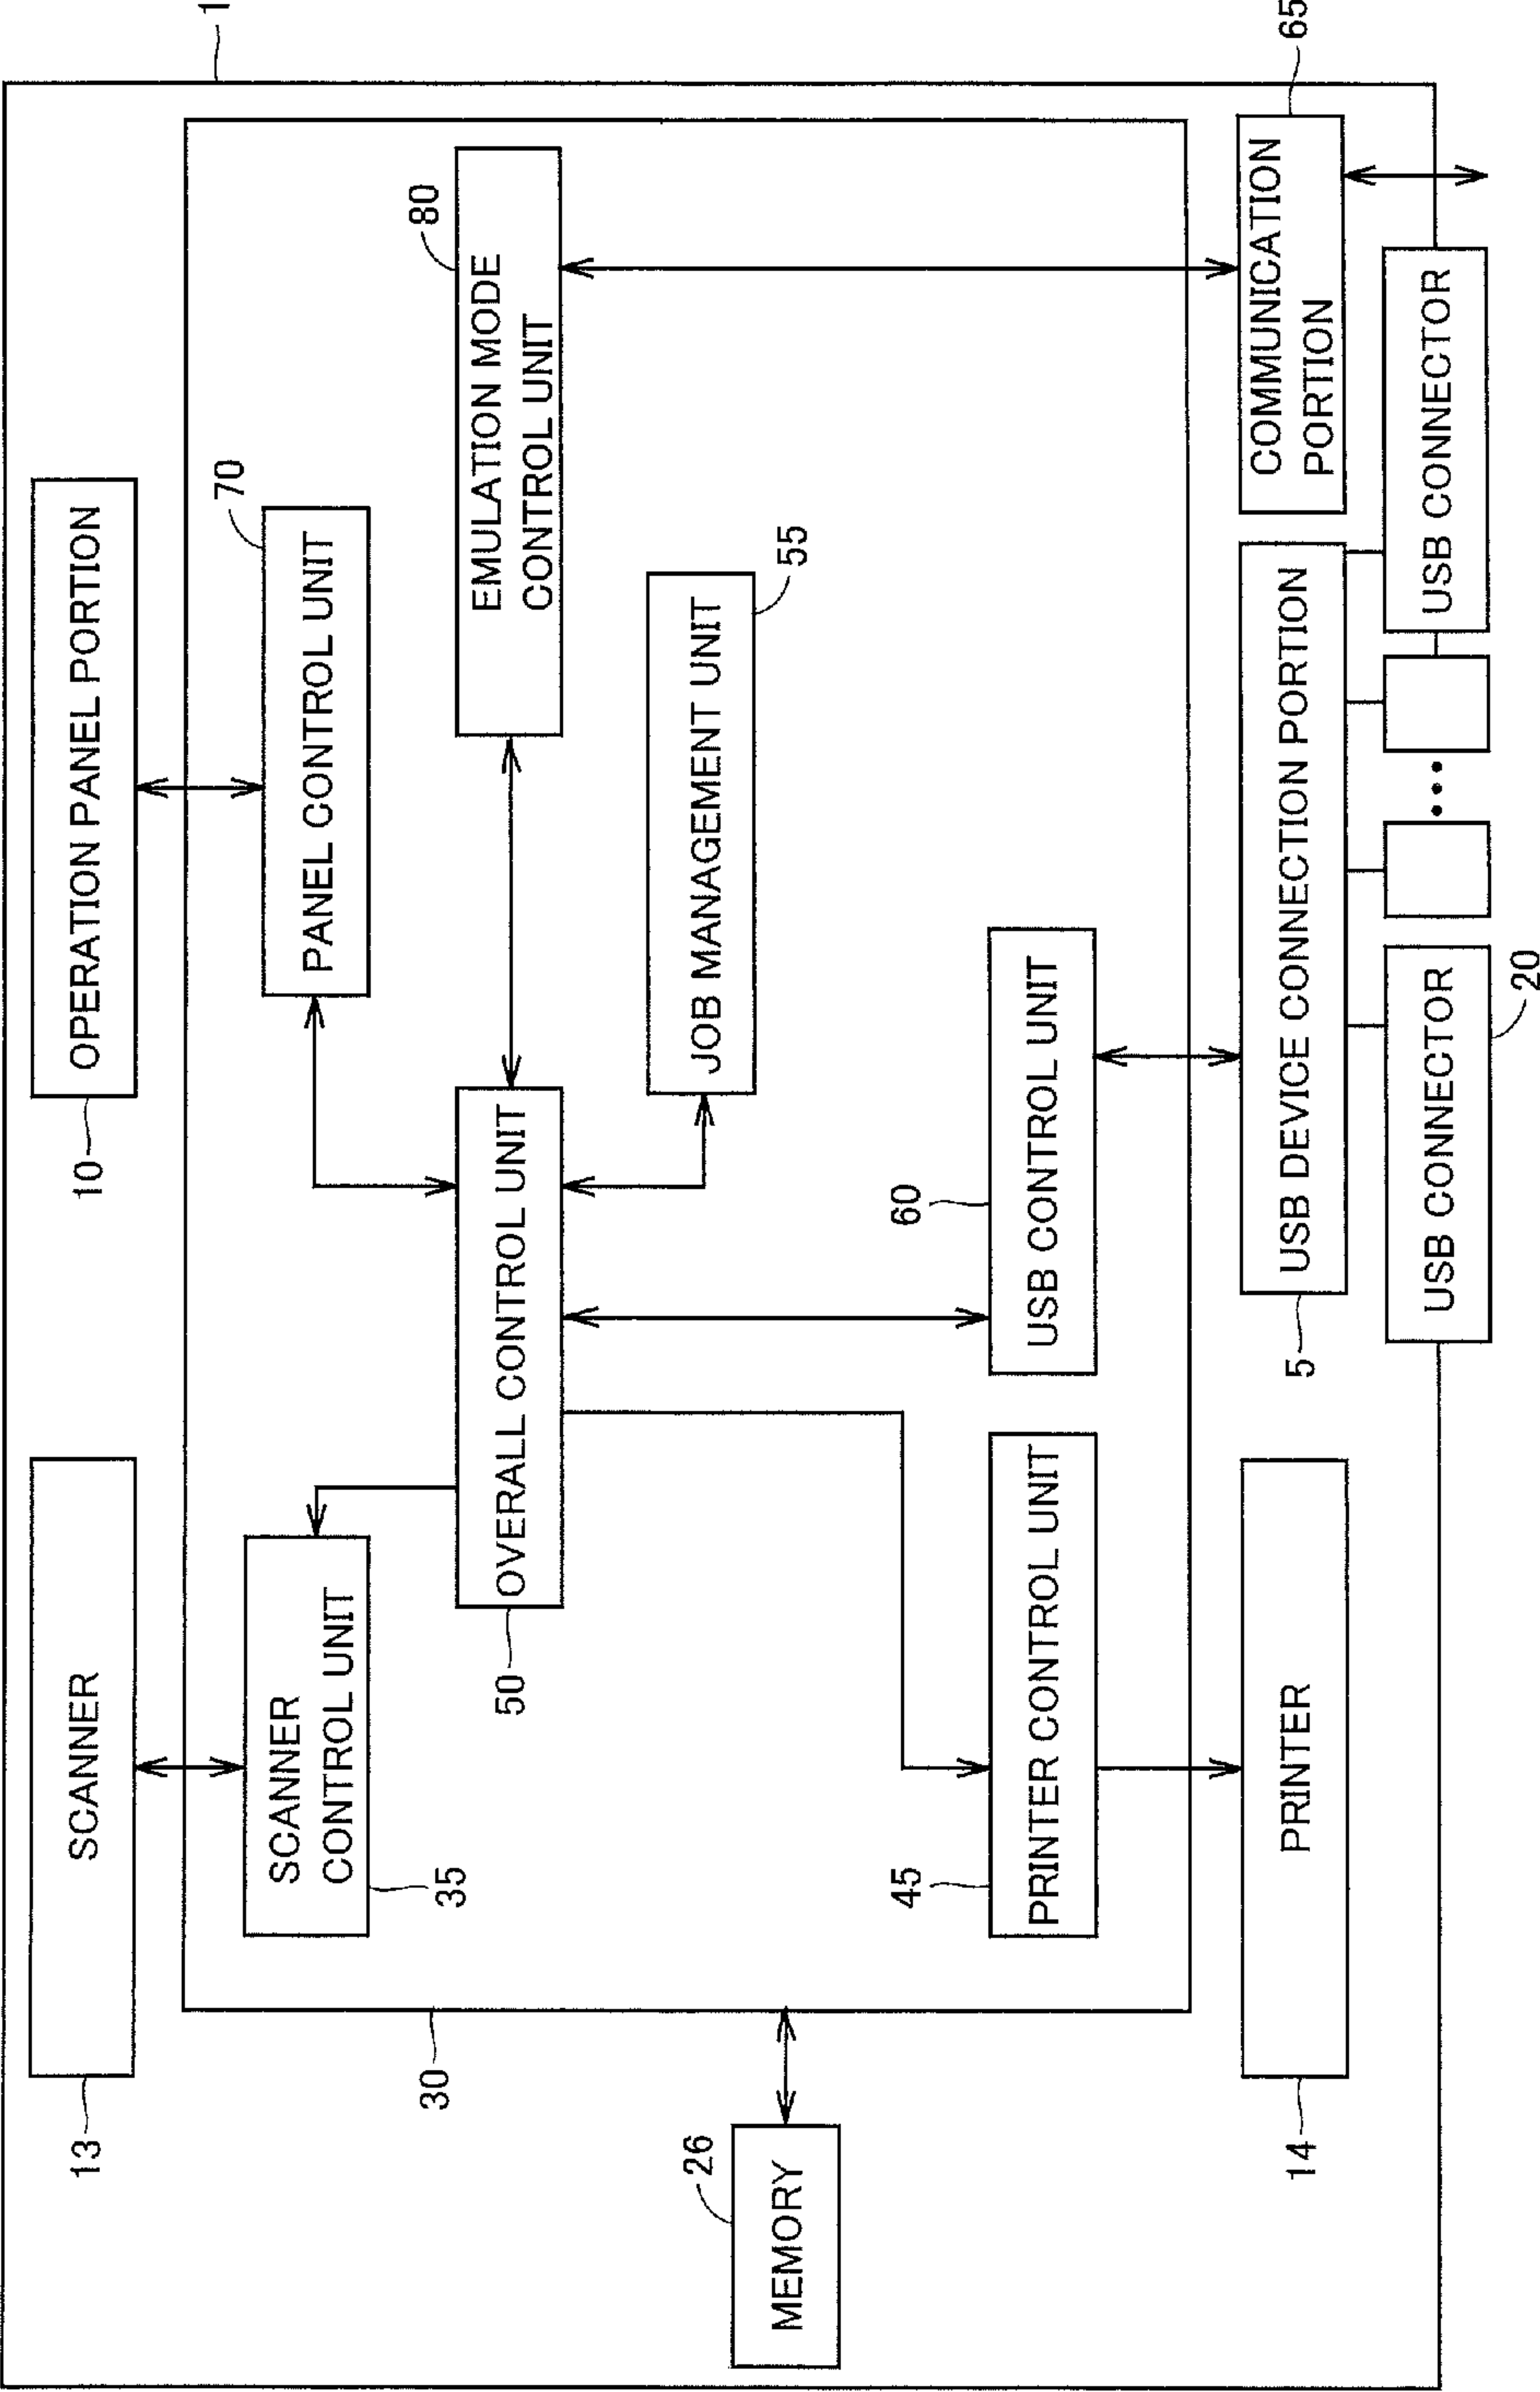 1
SCANNER
13
OPERATION PANEL PORTION
10
SCANNER
CONTROL UNIT
35
PANEL CONTROL UNIT
70
OVERALL CONTROL UNIT
50
EMULATION MODE
CONTROL UNIT
80
JOB MANAGEMENT UNIT
55
MEMORY
26
30
PRINTER CONTROL UNIT
45
USB CONTROL UNIT
60
PRINTER
14
USB DEVICE CONNECTION PORTION
5
COMMUNICATION
PORTION
65
USB CONNECTOR
20
USB CONNECTOR